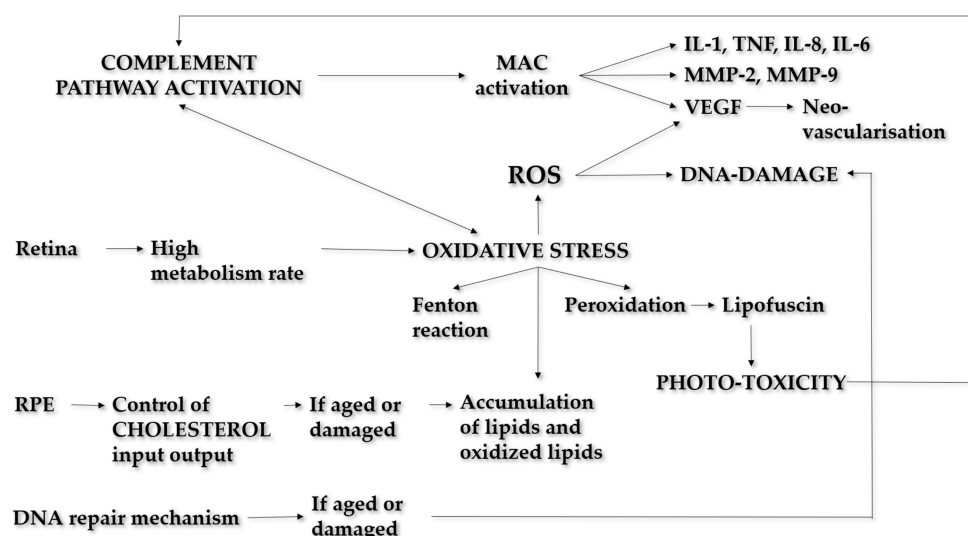 COMPLEMENT
PATHWAY ACTIVATION
MAC
activation
IL-1, TNF, IL-8, IL-6
MMP-2, MMP-9
VEGF
Neo-
vascularisation
ROS
DNA-DAMAGE
Retina
High
metabolism rate
OXIDATIVE STRESS
Fenton
reaction
Peroxidation
Lipofuscin
PHOTO-TOXICITY
RPE
Control of
CHOLESTEROL
input output
If aged or
damaged
Accumulation
of lipids and
oxidized lipids
DNA repair mechanism
If aged or
damaged